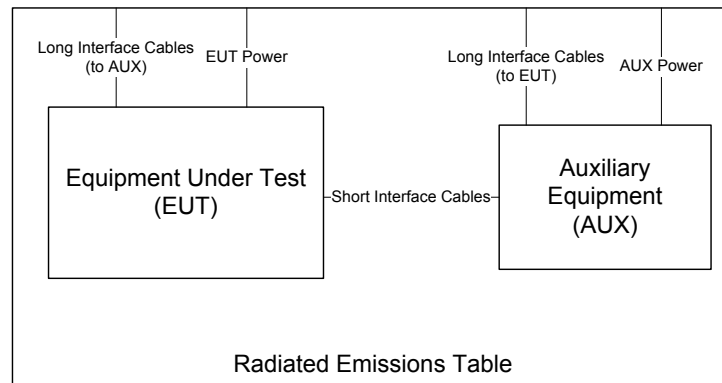 Long Interface Cables
(to AUX)
EUT Power
Long Interface Cables
(to EUT)
AUX Power
Equipment Under Test
(EUT)
Short Interface Cables
Auxiliary
Equipment
(AUX)
Radiated Emissions Table